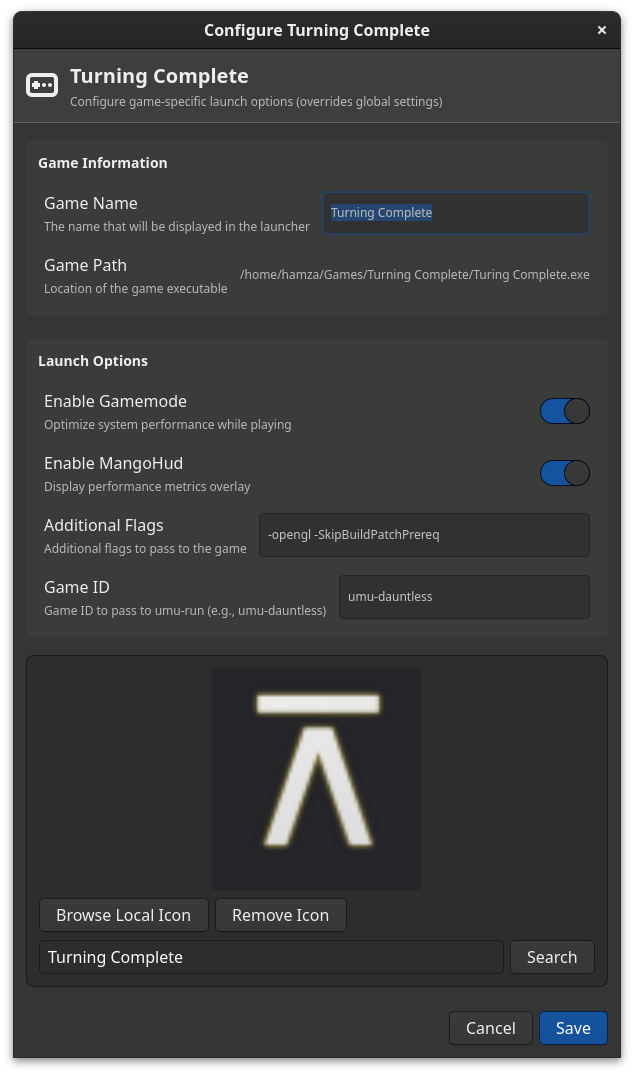 Configure Turning Complete
×
Turning Complete
Configure game-specific launch options (overrides global settings)
Game Information
Game Name
The name that will be displayed in the launcher
Turning Complete
Game Path
Location of the game executable
/home/hamza/Games/Turning Complete/Turing Complete.exe
Launch Options
Enable Gamemode
Optimize system performance while playing
Enable MangoHud
Display performance metrics overlay
Additional Flags
Additional flags to pass to the game
-opengl -SkipBuildPatchPrereq
Game ID
Game ID to pass to umu-run (e.g., umu-dauntless)
umu-dauntless
Browse Local Icon
Remove Icon
Turning Complete
Search
Cancel
Save